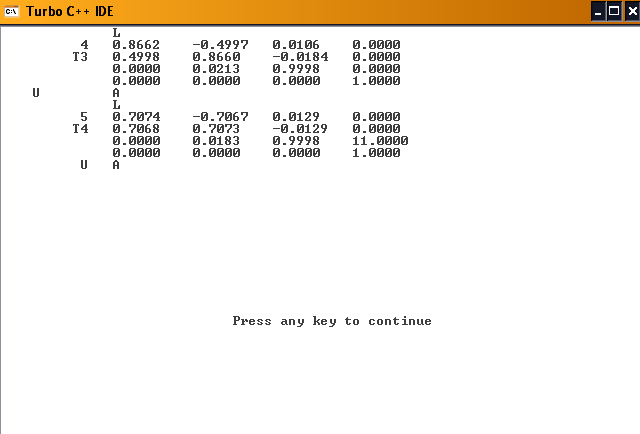 Turbo C++ IDE
L
4 0.8662 -0.4997 0.0106 0.0000
T3 0.4998 0.8660 -0.0184 0.0000
0.0000 0.0213 0.9998 0.0000
0.0000 0.0000 0.0000 1.0000
U A
L
5 0.7074 -0.7067 0.0129 0.0000
T4 0.7068 0.7073 -0.0129 0.0000
0.0000 0.0183 0.9998 11.0000
0.0000 0.0000 0.0000 1.0000
U A
Press any key to continue